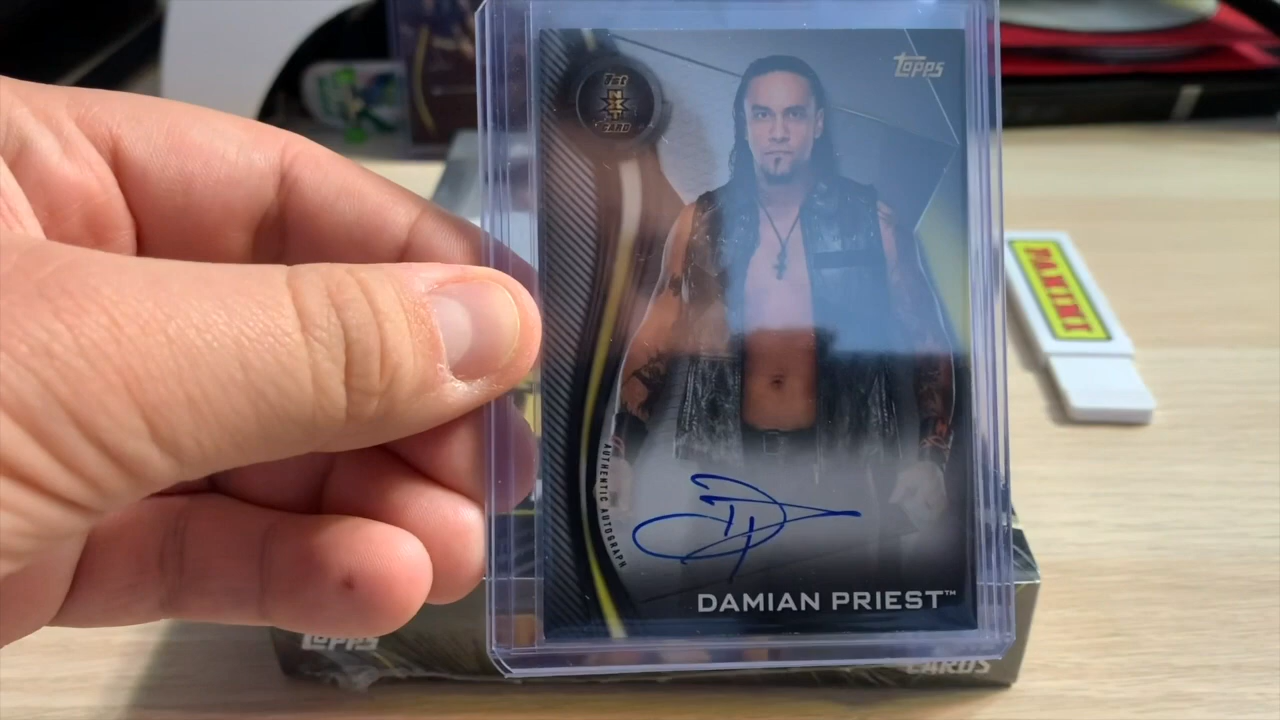 1st
NXT
CARD
Topps
PANINI
AUTHENTIC AUTOGRAPH
DAMIAN PRIEST™
Topps
CARDS